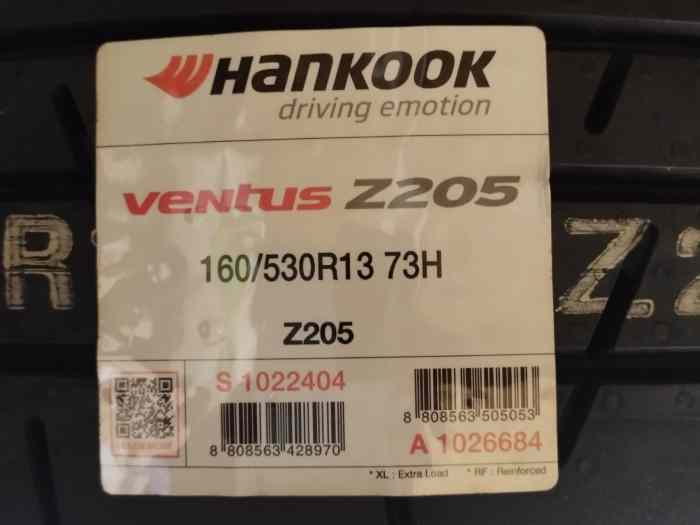 HANKOOK
driving emotion
R
ventus Z205
Z2
160/530R13 73H
Z205
S 1022404
8 808563 428970
8 808563 505053
A 1026684
* XL : Extra Load * RF : Reinforced